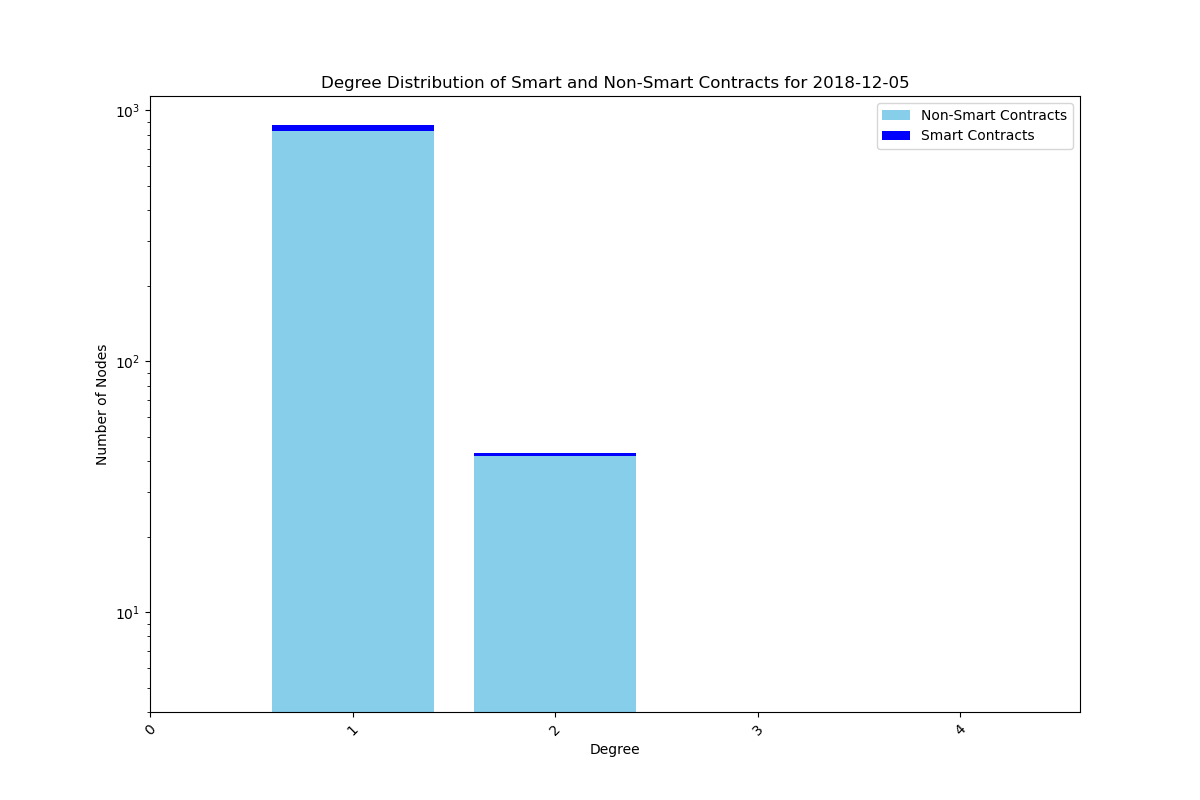 Degree Distribution of Smart and Non-Smart Contracts for 2018-12-05
Non-Smart Contracts
Smart Contracts
Number of Nodes
10³
10²
10¹
0
1
2
3
4
Degree